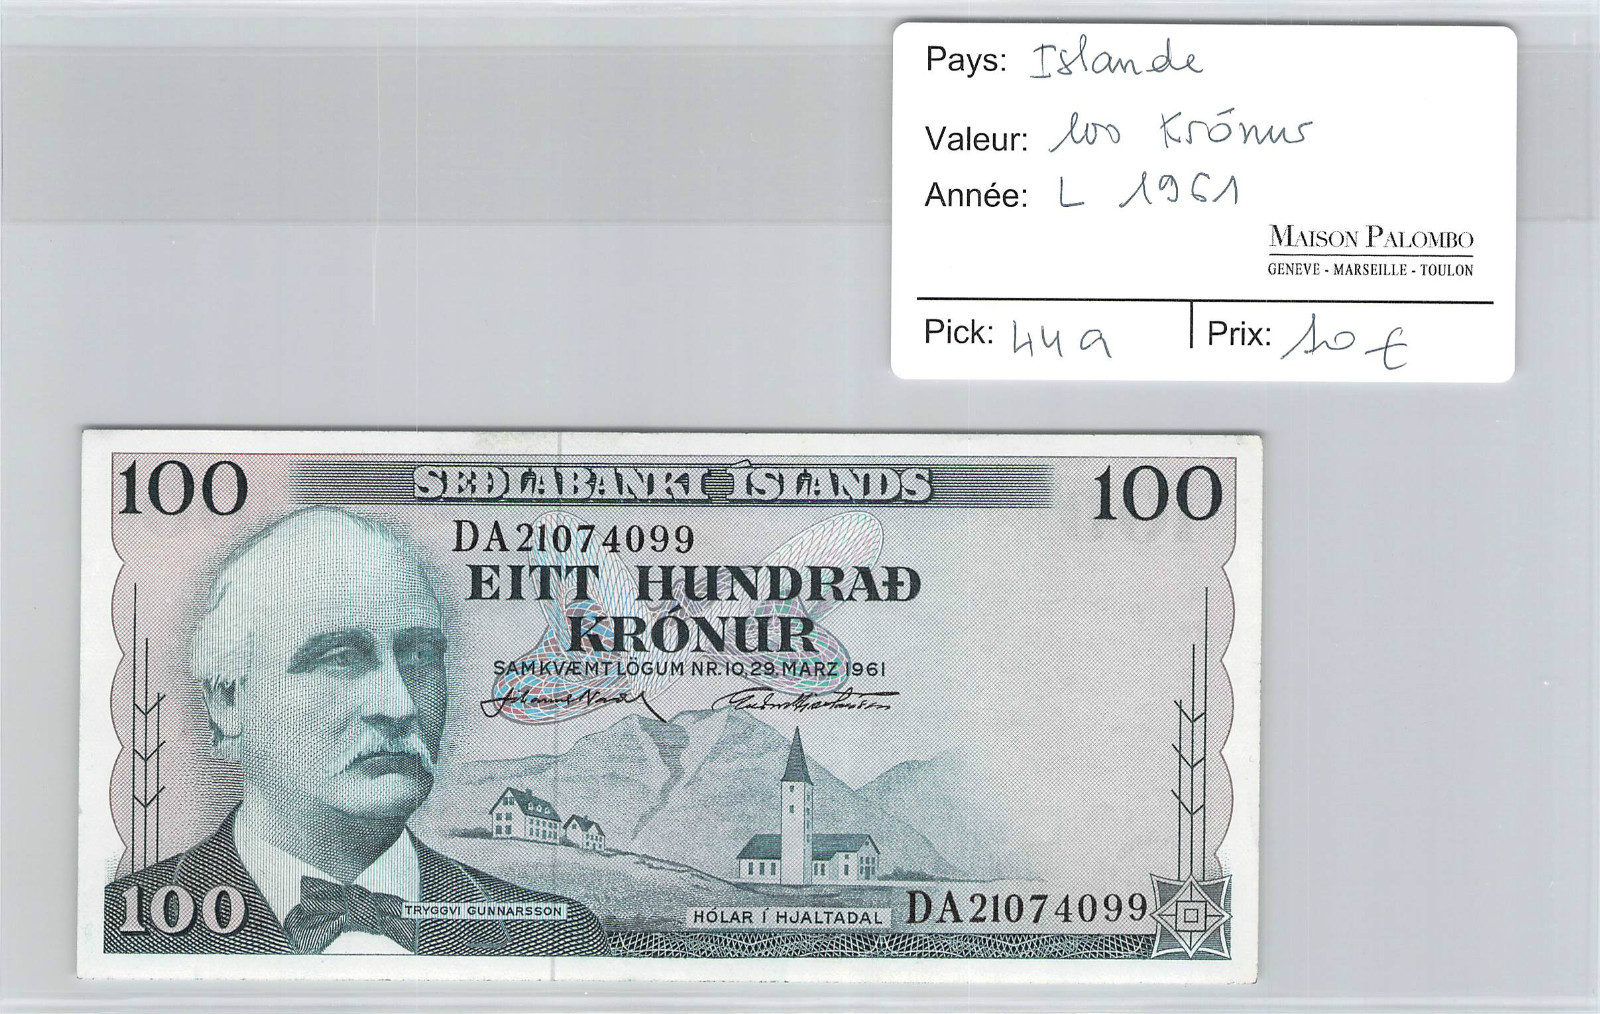 Pays: Islande
Valeur: 100 Krónur
Année: L 1961
MAISON PALOMBO
GENEVE - MARSEILLE - TOULON
Pick: 44a
Prix: 10 €
100
SEÐLABANKI ÍSLANDS
100
DA21074099
EITT HUNDRAÐ
KRÓNUR
SAMKVÆMT LÖGUM NR. 10, 29. MARZ 1961
100
TRYGGVI GUNNARSSON
HÓLAR Í HJALTADAL
DA21074099